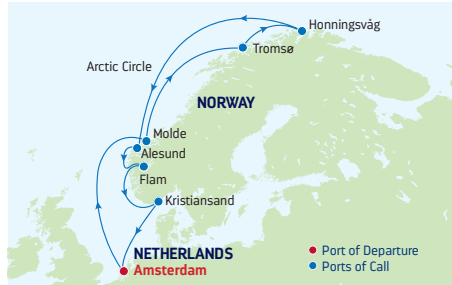 Honningsvåg
Tromsø
Arctic Circle
NORWAY
Molde
Alesund
Flam
Kristiansand
NETHERLANDS
Amsterdam
Port of Departure
Ports of Call